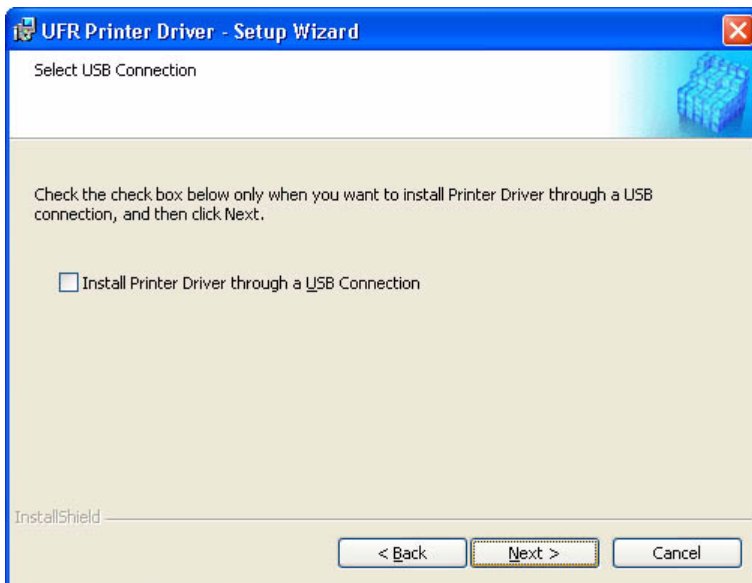 UFR Printer Driver - Setup Wizard
Select USB Connection
Check the check box below only when you want to install Printer Driver through a USB
connection, and then click Next.
Install Printer Driver through a USB Connection
InstallShield
< Back Next > Cancel